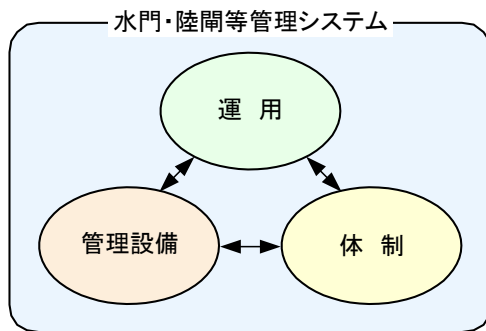 水門・陸閘等管理システム
運 用
管理設備
体 制